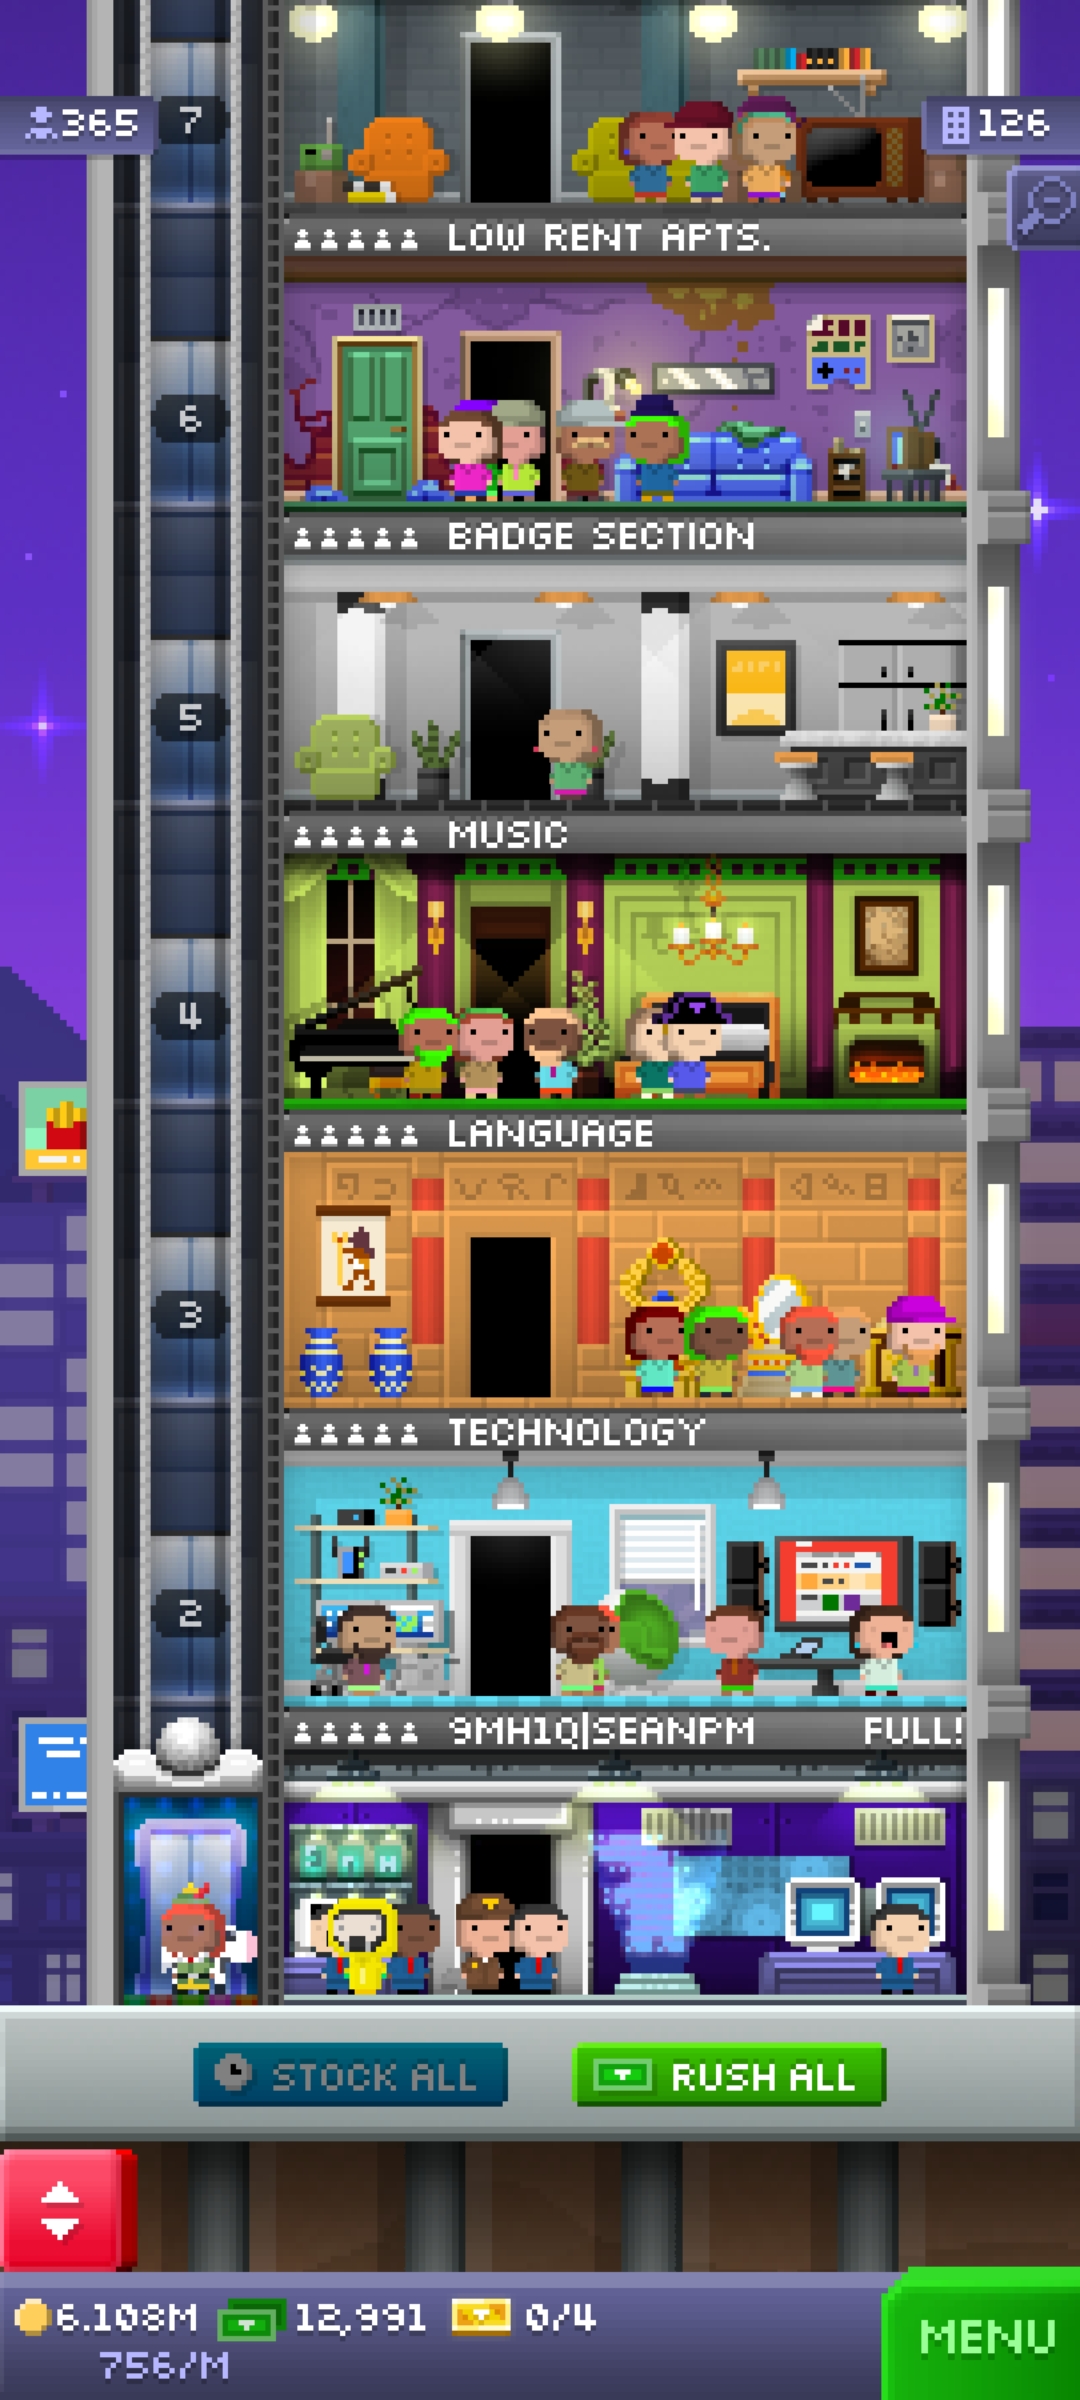 7
365
126
LOW RENT APTS.
6
BADGE SECTION
5
MUSIC
4
LANGUAGE
3
TECHNOLOGY
2
9MH1Q|SEANPM FULL!
STOCK ALL
RUSH ALL
6.108M
12,991
0/4
756/M
MENU